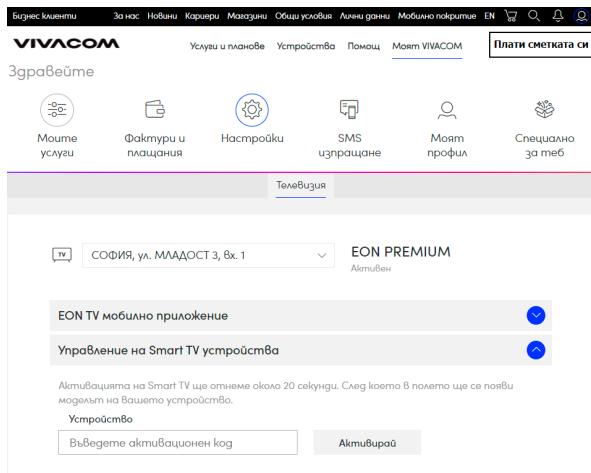 Бизнес клиенти За нас Новини Кариери Магазини Общи условия Лични данни Мобилно покритие EN
VIVACOM Услуги и планове Устройства Помощ Моят VIVACOM Плати сметката си
Здравейте
Моите услуги
Фактури и плащания
Настройки
SMS изпращане
Моят профил
Специално за теб
Телевизия
TV СОФИЯ, ул. МЛАДОСТ 3, вх. 1 EON PREMIUM
Активен
EON TV мобилно приложение
Управление на Smart TV устройства
Активацията на Smart TV ще отнеме около 20 секунди. След което в полето ще се появи
моделът на Вашето устройство.
Устройство
Въведете активационен код Активирай